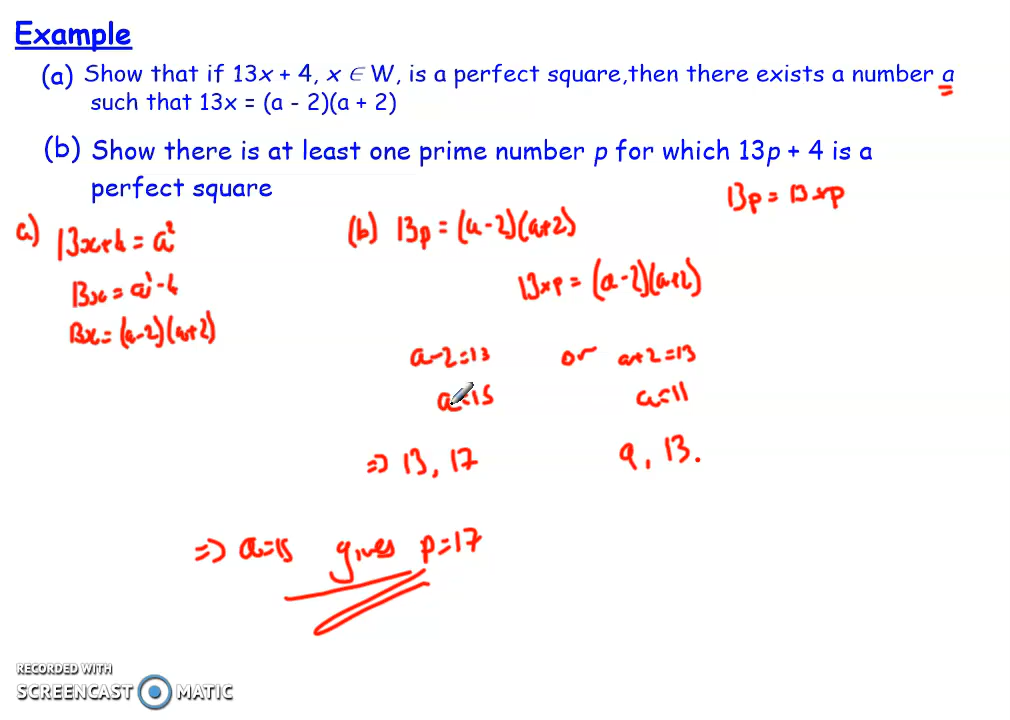 Example
(a) Show that if 13x + 4, x ∈ W, is a perfect square,then there exists a number a
such that 13x = (a - 2)(a + 2)
(b) Show there is at least one prime number p for which 13p + 4 is a
perfect square
13p = 13×p
a) 13x+4 = a²
13x = a²-4
13x = (a-2)(a+2)
(b) 13p = (a-2)(a+2)
13×p = (a-2)(a+2)
a-2=13 or a+2=13
a=15 a=11
=> 13, 17 9, 13.
=> a=15 gives p=17
RECORDED WITH
SCREENCAST MATIC